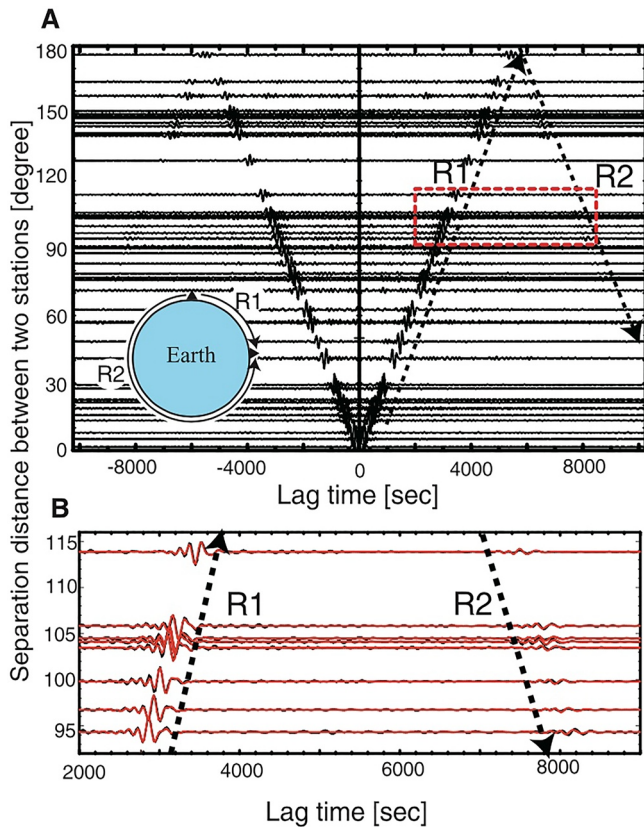 A
Separation distance between two stations [degree]
180
150
120
90
60
30
0
R1
R2
R1
Earth
R2
-8000
-4000
0
4000
8000
Lag time [sec]
B
115
110
105
100
95
R1
R2
2000
4000
6000
8000
Lag time [sec]